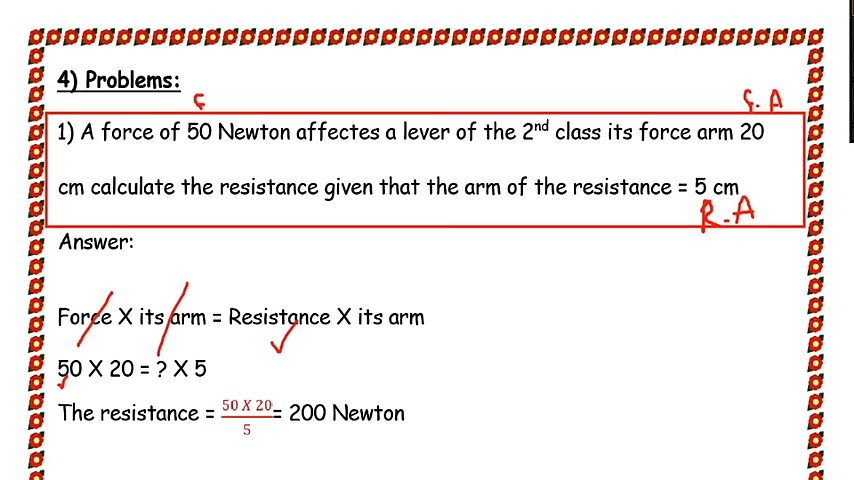 4) Problems:
F F.A
1) A force of 50 Newton affectes a lever of the 2nd class its force arm 20
cm calculate the resistance given that the arm of the resistance = 5 cm
R.A
Answer:
Force X its arm = Resistance X its arm
50 X 20 = ? X 5
The resistance = 50 X 20 / 5 = 200 Newton